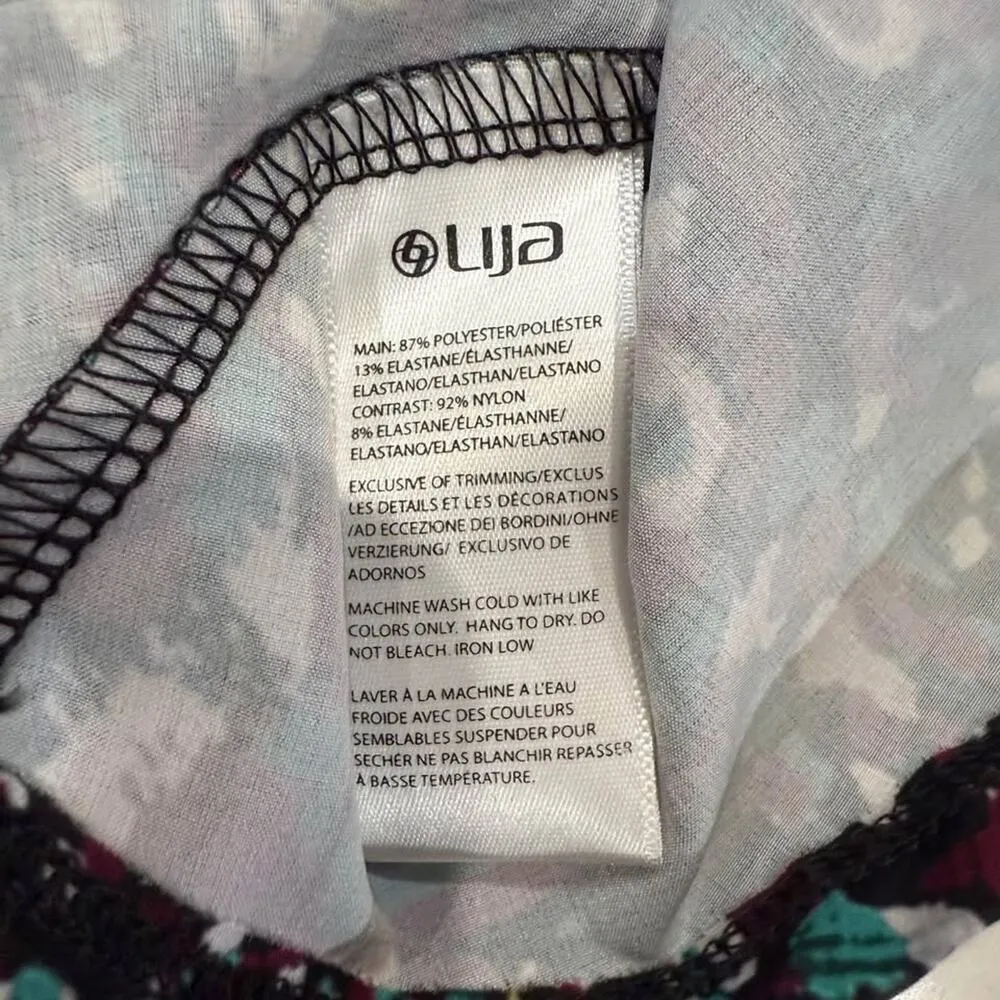 LIJA
MAIN: 87% POLYESTER/POLIÉSTER
13% ELASTANE/ÉLASTHANNE/
ELASTANO/ELASTHAN/ELASTANO
CONTRAST: 92% NYLON
8% ELASTANE/ÉLASTHANNE/
ELASTANO/ELASTHAN/ELASTANO
EXCLUSIVE OF TRIMMING/EXCLUS
LES DETAILS ET LES DÉCORATIONS
/AD ECCEZIONE DEI BORDINI/OHNE
VERZIERUNG/ EXCLUSIVO DE
ADORNOS
MACHINE WASH COLD WITH LIKE
COLORS ONLY. HANG TO DRY. DO
NOT BLEACH. IRON LOW
LAVER À LA MACHINE A L'EAU
FROIDE AVEC DES COULEURS
SEMBLABLES SUSPENDER POUR
SECHER NE PAS BLANCHIR REPASSER
À BASSE TEMPÉRATURE.